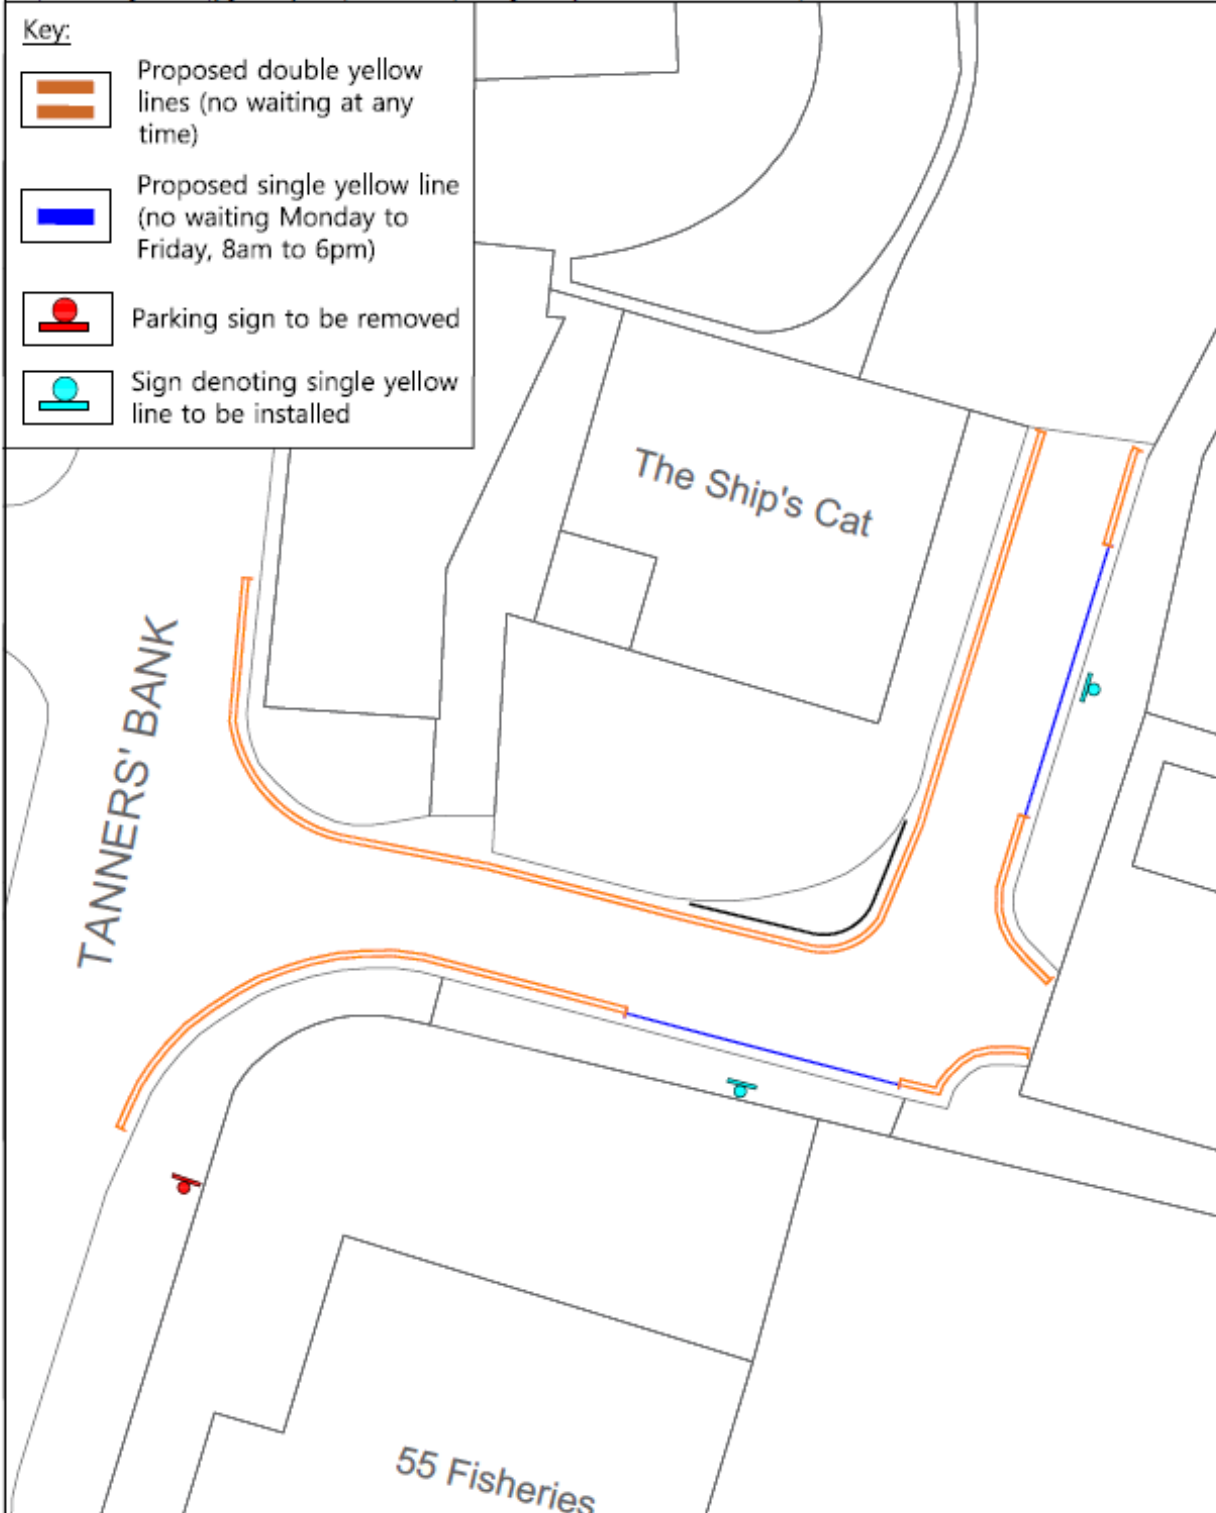 Key:
Proposed double yellow
lines (no waiting at any
time)
Proposed single yellow line
(no waiting Monday to
Friday, 8am to 6pm)
Parking sign to be removed
Sign denoting single yellow
line to be installed
The Ship's Cat
TANNERS' BANK
55 Fisheries